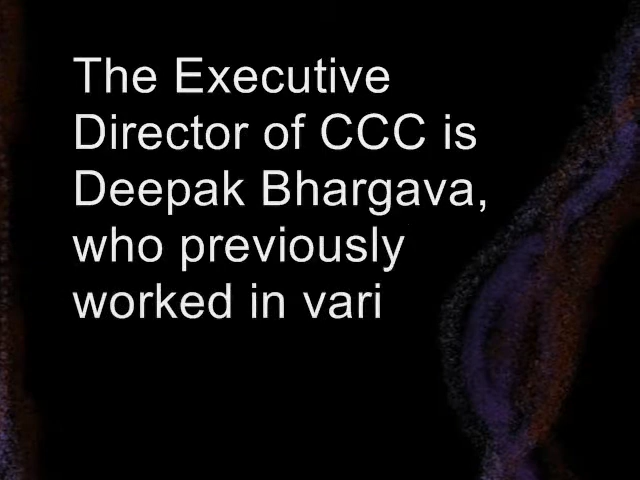 The Executive
Director of CCC is
Deepak Bhargava,
who previously
worked in vari